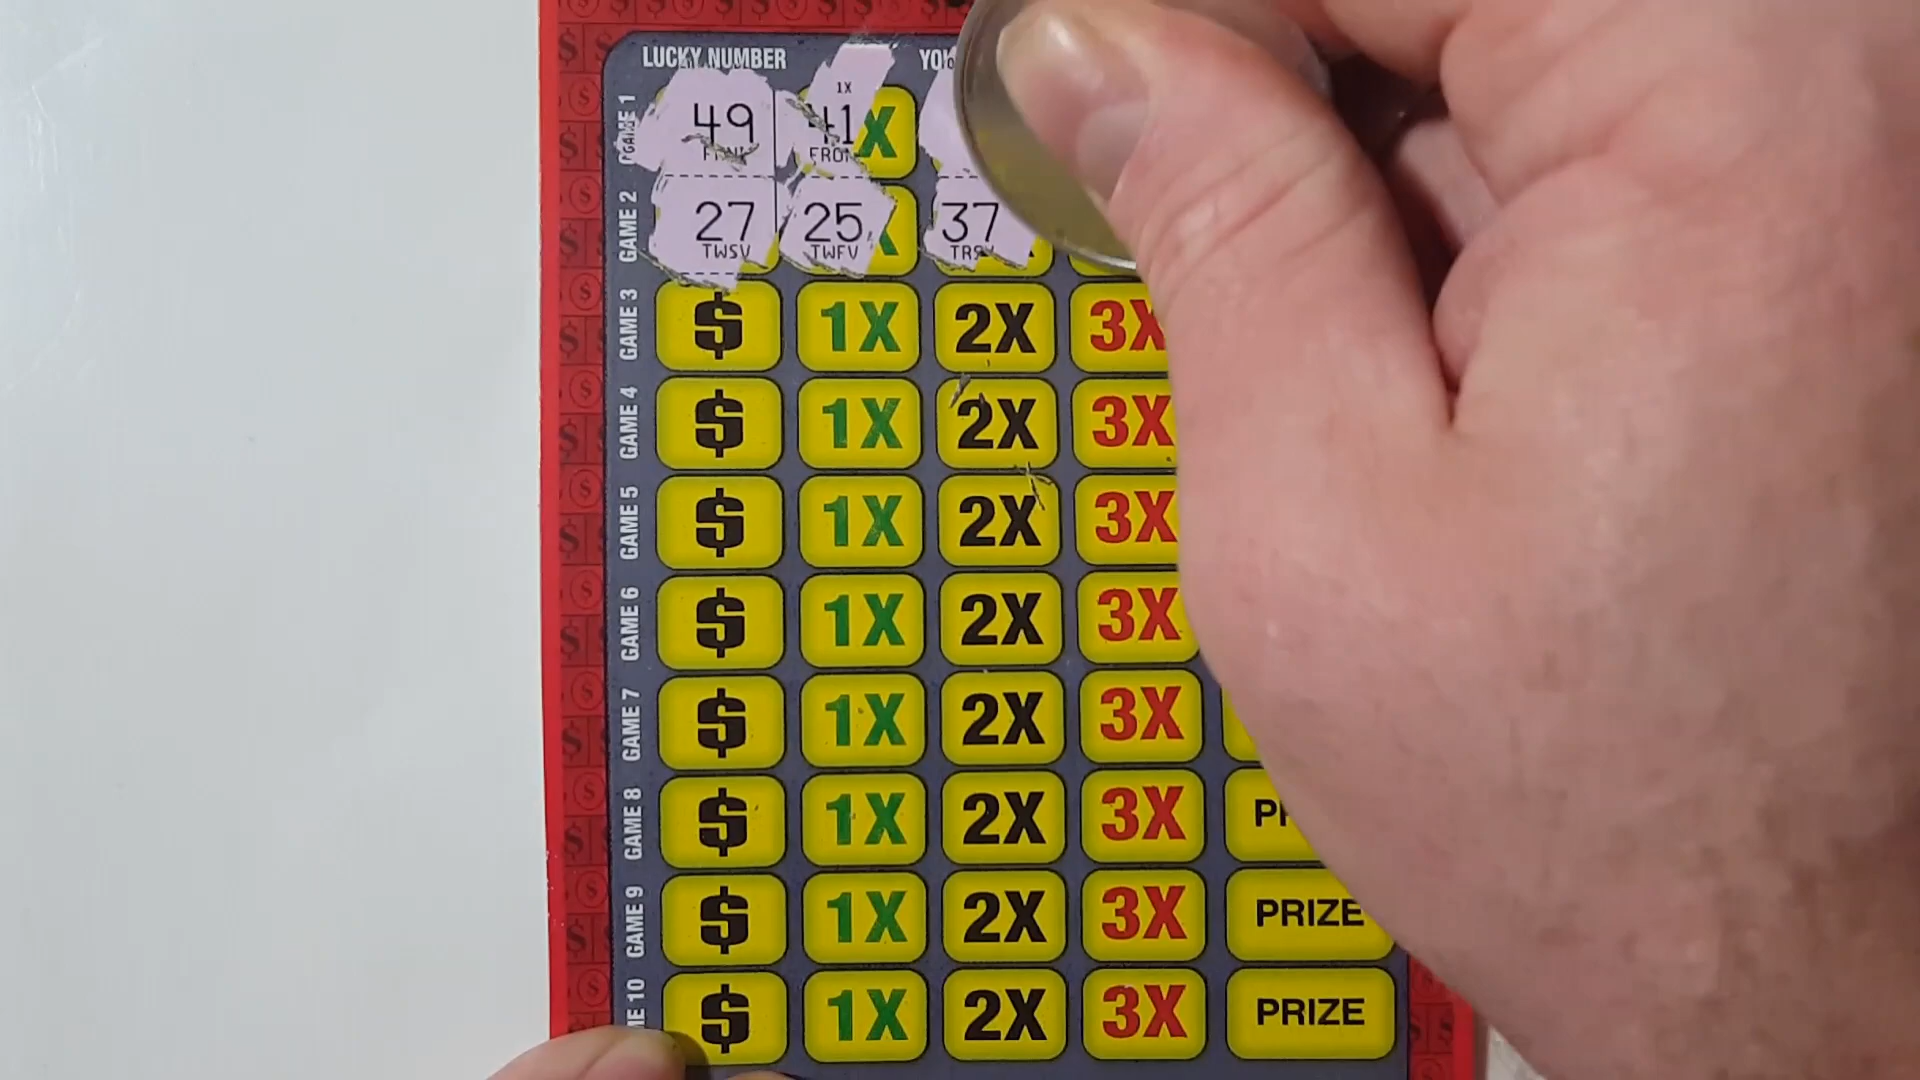 LUCKY NUMBER
GAME 1 49 1X 41 X
GAME 2 27 TWSV 25 TWFV 37
GAME 3 $ 1X 2X 3X
GAME 4 $ 1X 2X 3X
GAME 5 $ 1X 2X 3X
GAME 6 $ 1X 2X 3X
GAME 7 $ 1X 2X 3X
GAME 8 $ 1X 2X 3X
GAME 9 $ 1X 2X 3X PRIZE
10 $ 1X 2X 3X PRIZE